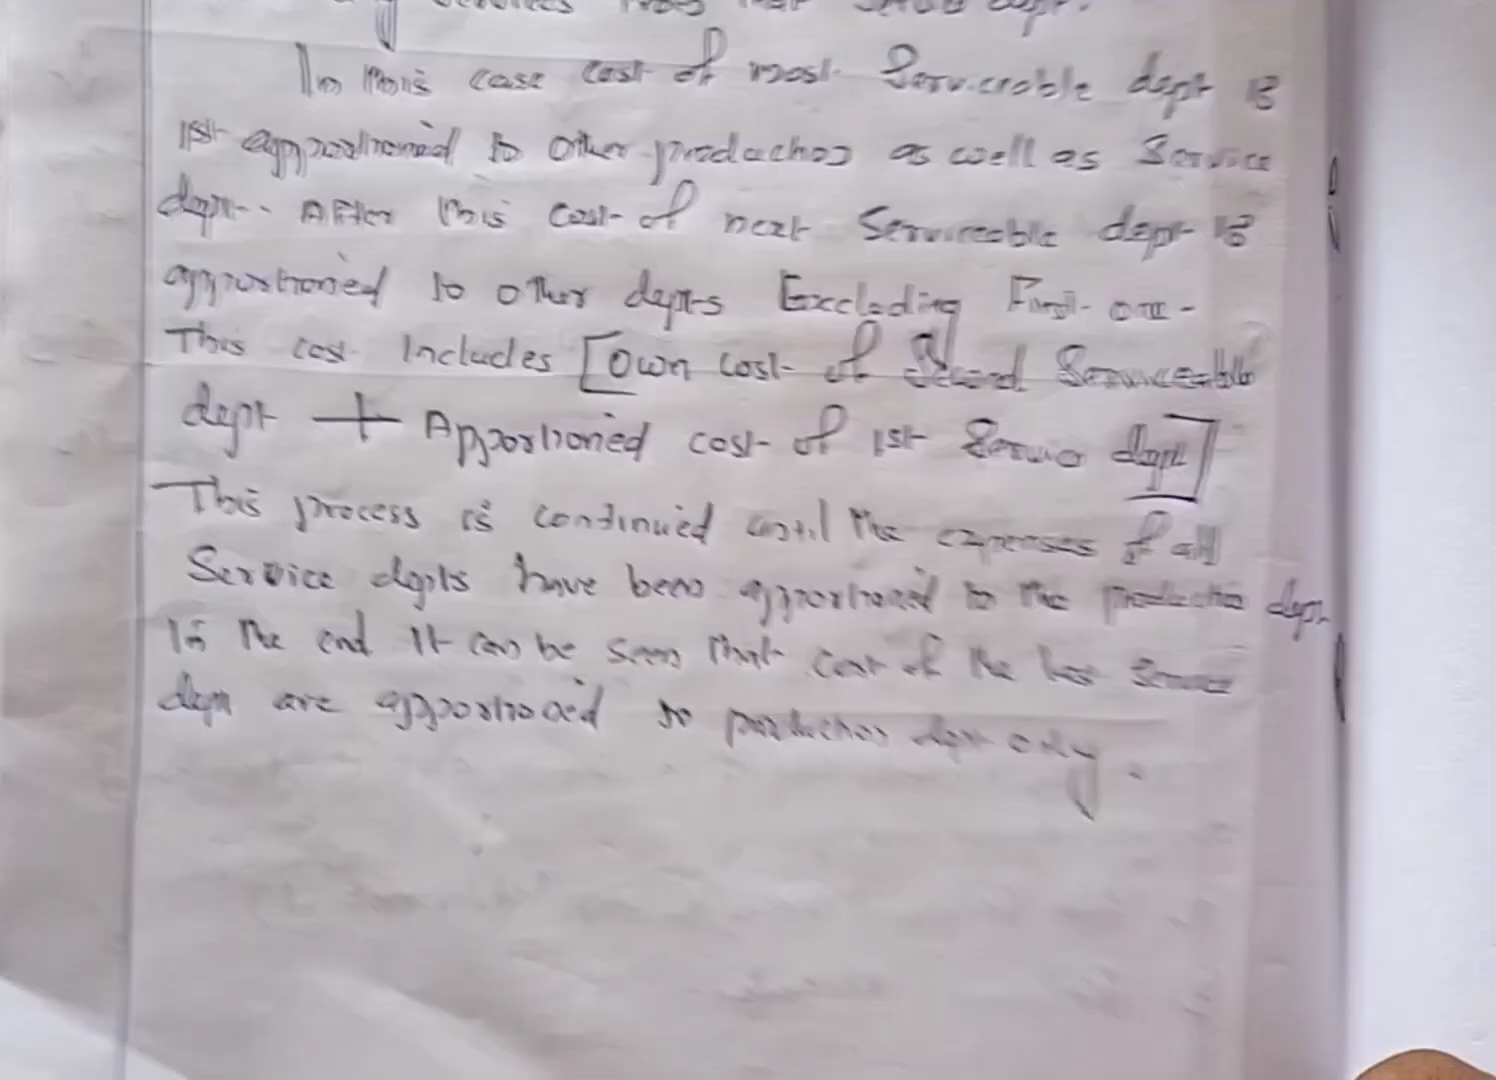 services
In this case cost of most Serviceable dept is
1st apportioned to other production as well as Service
dept. After this cost of next Serviceable dept is
apportioned to other depts Excluding First one.
This cost Includes [Own cost of Second Serviceable
dept + Apportioned cost of 1st Service dept]
This process is continued until the expenses of all
Service depts have been apportioned to the production dept.
In the end It can be seen that cost of the last Service
dept are apportioned to production dept only.